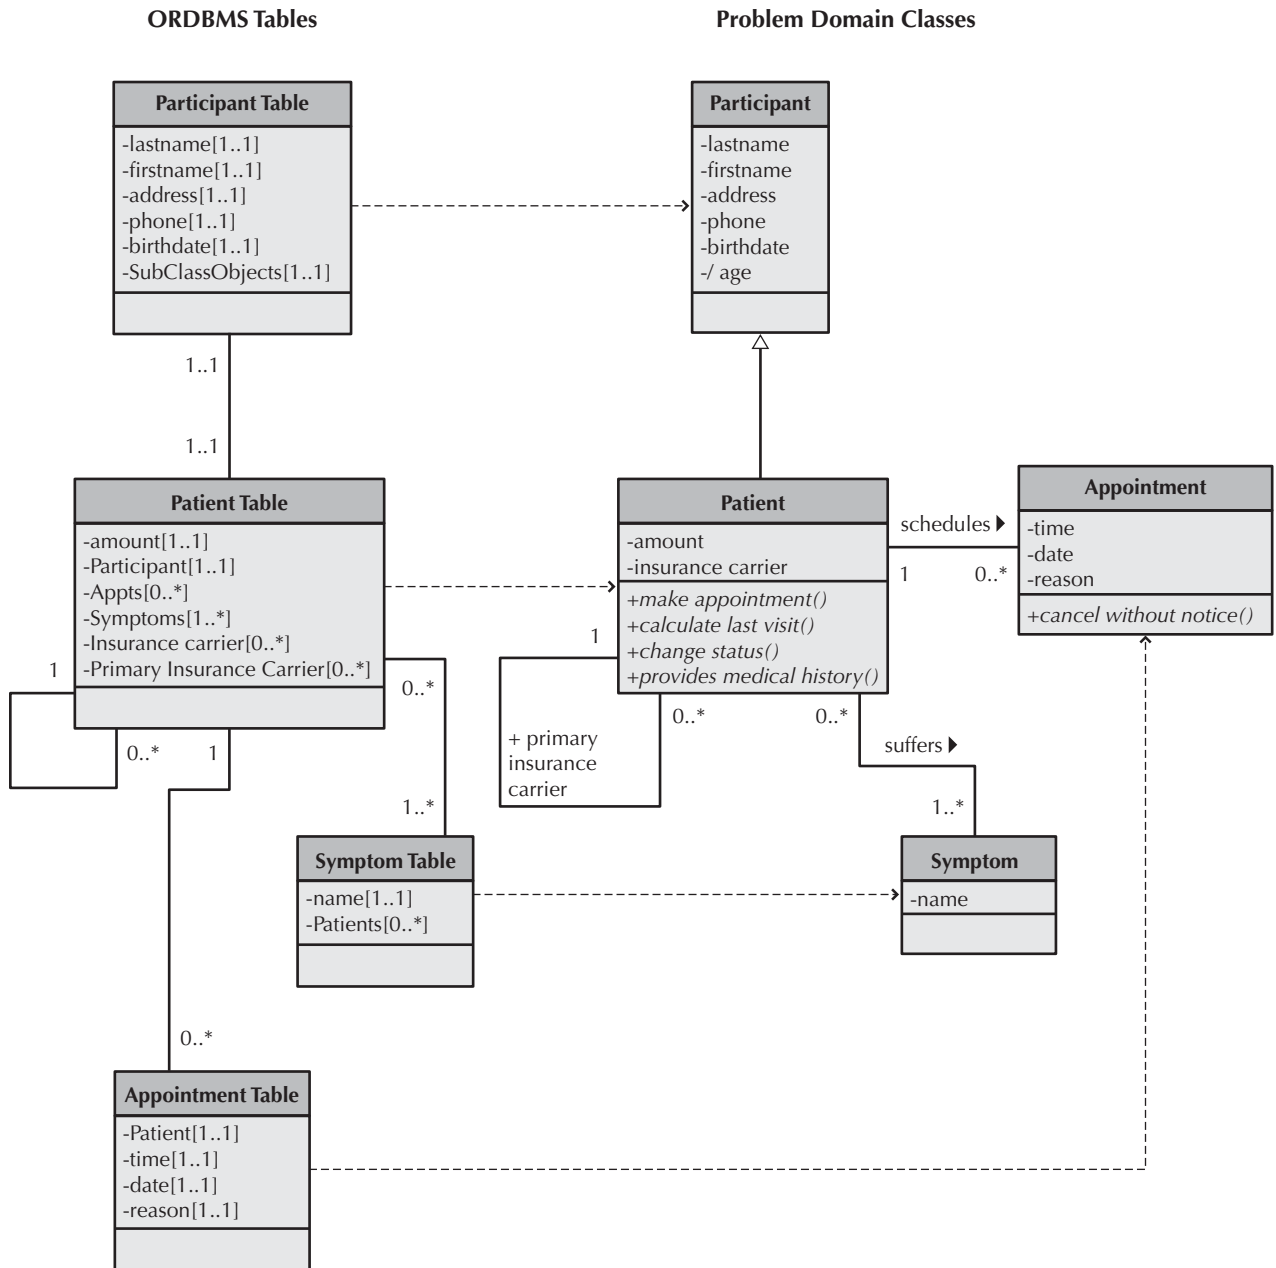 ORDBMS Tables
Problem Domain Classes
Participant Table
-lastname[1..1]
-firstname[1..1]
-address[1..1]
-phone[1..1]
-birthdate[1..1]
-SubClassObjects[1..1]
Participant
-lastname
-firstname
-address
-phone
-birthdate
-/ age
1..1
1..1
Patient Table
-amount[1..1]
-Participant[1..1]
-Appts[0..*]
-Symptoms[1..*]
-Insurance carrier[0..*]
-Primary Insurance Carrier[0..*]
1
0..*
1
0..*
1..*
Patient
-amount
-insurance carrier
+make appointment()
+calculate last visit()
+change status()
+provides medical history()
schedules
1
0..*
Appointment
-time
-date
-reason
+cancel without notice()
1
0..*
+ primary
insurance
carrier
0..*
suffers
1..*
Symptom Table
-name[1..1]
-Patients[0..*]
Symptom
-name
0..*
Appointment Table
-Patient[1..1]
-time[1..1]
-date[1..1]
-reason[1..1]